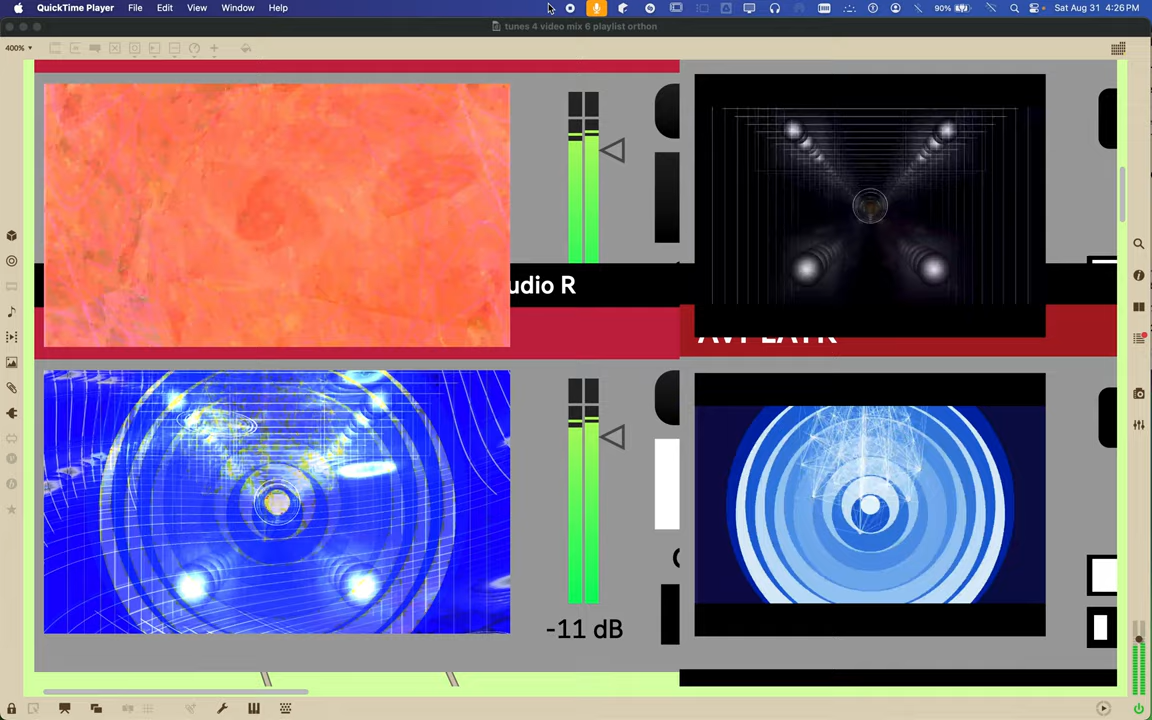 QuickTime Player File Edit View Window Help 90% Sat Aug 31 4:26 PM
tunes 4 video mix 6 playlist orthon
400%
udio R
-11 dB